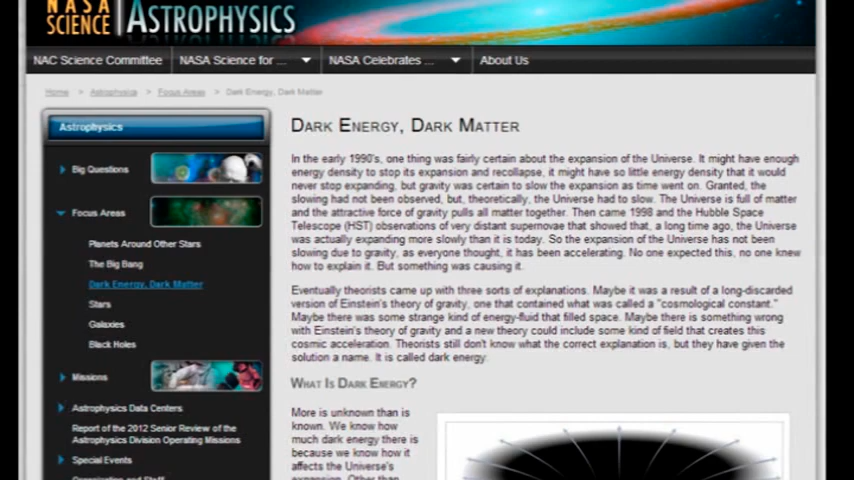 NASA
SCIENCE
ASTROPHYSICS
NAC Science Committee
NASA Science for ...
NASA Celebrates ...
About Us
Home > Astrophysics > Focus Areas > Dark Energy, Dark Matter
Astrophysics
Big Questions
Focus Areas
Planets Around Other Stars
The Big Bang
Dark Energy, Dark Matter
Stars
Galaxies
Black Holes
Missions
Astrophysics Data Centers
Report of the 2012 Senior Review of the
Astrophysics Division Operating Missions
Special Events
DARK ENERGY, DARK MATTER
In the early 1990's, one thing was fairly certain about the expansion of the Universe. It might have enough
energy density to stop its expansion and recollapse, it might have so little energy density that it would
never stop expanding, but gravity was certain to slow the expansion as time went on. Granted, the
slowing had not been observed, but, theoretically, the Universe had to slow. The Universe is full of matter
and the attractive force of gravity pulls all matter together. Then came 1998 and the Hubble Space
Telescope (HST) observations of very distant supernovae that showed that, a long time ago, the Universe
was actually expanding more slowly than it is today. So the expansion of the Universe has not been
slowing due to gravity, as everyone thought, it has been accelerating. No one expected this, no one knew
how to explain it. But something was causing it.
Eventually theorists came up with three sorts of explanations. Maybe it was a result of a long-discarded
version of Einstein's theory of gravity, one that contained what was called a "cosmological constant."
Maybe there was some strange kind of energy-fluid that filled space. Maybe there is something wrong
with Einstein's theory of gravity and a new theory could include some kind of field that creates this
cosmic acceleration. Theorists still don't know what the correct explanation is, but they have given the
solution a name. It is called dark energy.
WHAT IS DARK ENERGY?
More is unknown than is
known. We know how
much dark energy there is
because we know how it
affects the Universe's
expansion. Other than